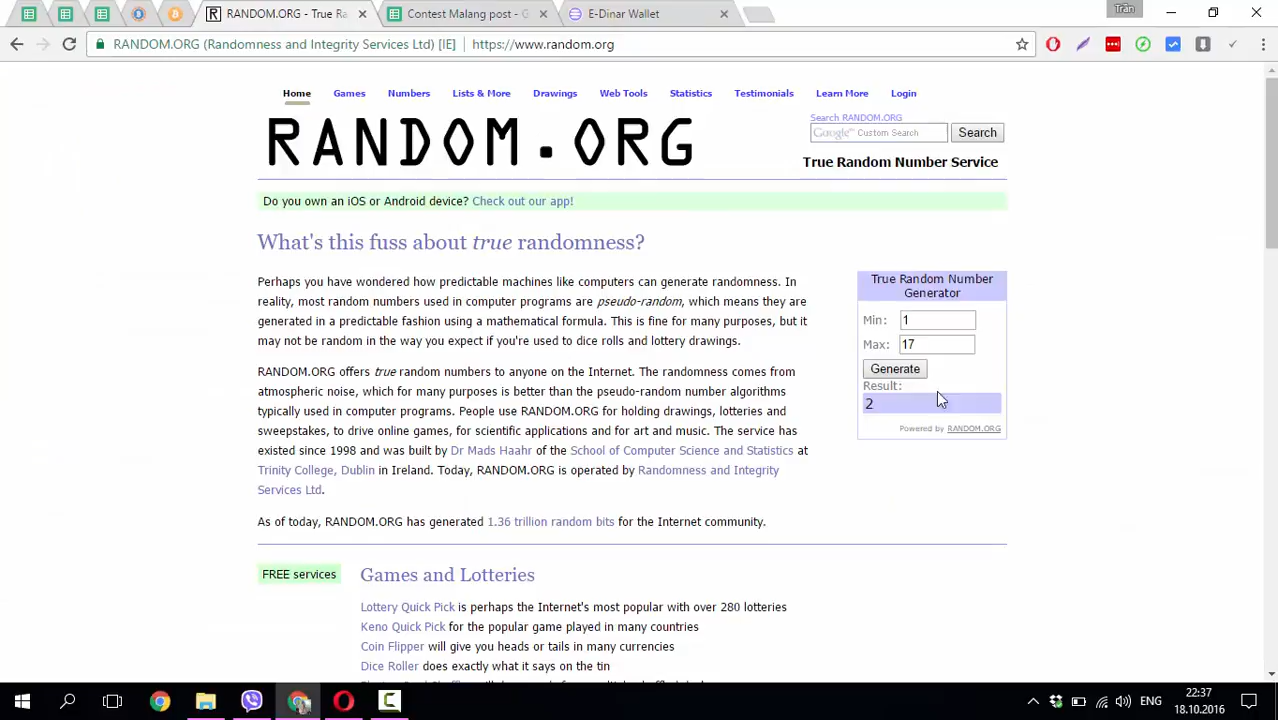 RANDOM.ORG - True Ra
Contest Malang post - G
E-Dinar Wallet
Trân
RANDOM.ORG (Randomness and Integrity Services Ltd) [IE]
https://www.random.org
Home Games Numbers Lists & More Drawings Web Tools Statistics Testimonials Learn More Login
RANDOM.ORG
Search RANDOM.ORG
Google™ Custom Search
Search
True Random Number Service
Do you own an iOS or Android device? Check out our app!
What's this fuss about true randomness?
Perhaps you have wondered how predictable machines like computers can generate randomness. In
reality, most random numbers used in computer programs are pseudo-random, which means they are
generated in a predictable fashion using a mathematical formula. This is fine for many purposes, but it
may not be random in the way you expect if you're used to dice rolls and lottery drawings.
RANDOM.ORG offers true random numbers to anyone on the Internet. The randomness comes from
atmospheric noise, which for many purposes is better than the pseudo-random number algorithms
typically used in computer programs. People use RANDOM.ORG for holding drawings, lotteries and
sweepstakes, to drive online games, for scientific applications and for art and music. The service has
existed since 1998 and was built by Dr Mads Haahr of the School of Computer Science and Statistics at
Trinity College, Dublin in Ireland. Today, RANDOM.ORG is operated by Randomness and Integrity
Services Ltd.
As of today, RANDOM.ORG has generated 1.36 trillion random bits for the Internet community.
True Random Number
Generator
Min: 1
Max: 17
Generate
Result:
2
Powered by RANDOM.ORG
FREE services
Games and Lotteries
Lottery Quick Pick is perhaps the Internet's most popular with over 280 lotteries
Keno Quick Pick for the popular game played in many countries
Coin Flipper will give you heads or tails in many currencies
Dice Roller does exactly what it says on the tin
ENG
22:37
18.10.2016